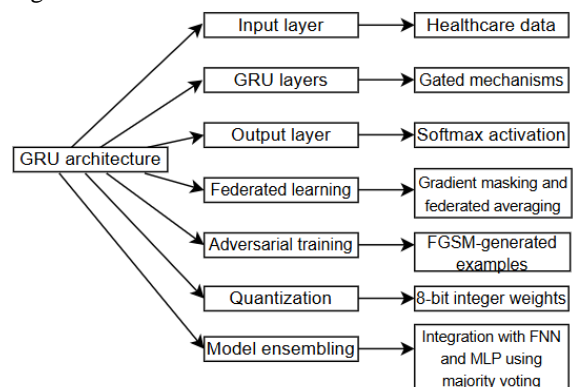 Input layer
Healthcare data
GRU layers
Gated mechanisms
Output layer
Softmax activation
GRU architecture
Federated learning
Gradient masking and
federated averaging
Adversarial training
FGSM-generated
examples
Quantization
8-bit integer weights
Model ensembling
Integration with FNN
and MLP using
majority voting